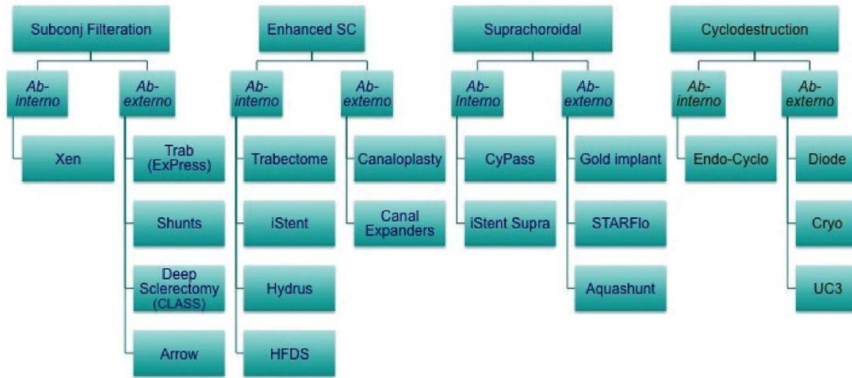 Subconj Filteration
Enhanced SC
Suprachoroidal
Cyclodestruction
Ab-
interno
Ab-
externo
Ab-
interno
Ab-
externo
Ab-
Interno
Ab-
externo
Ab-
interno
Ab-
externo
Xen
Trab
(ExPress)
Trabectome
Canaloplasty
CyPass
Gold implant
Endo-Cyclo
Diode
Shunts
iStent
Canal
Expanders
iStent Supra
STARFlo
Cryo
Deep
Sclerectomy
(CLASS)
Hydrus
Aquashunt
UC3
Arrow
HFDS